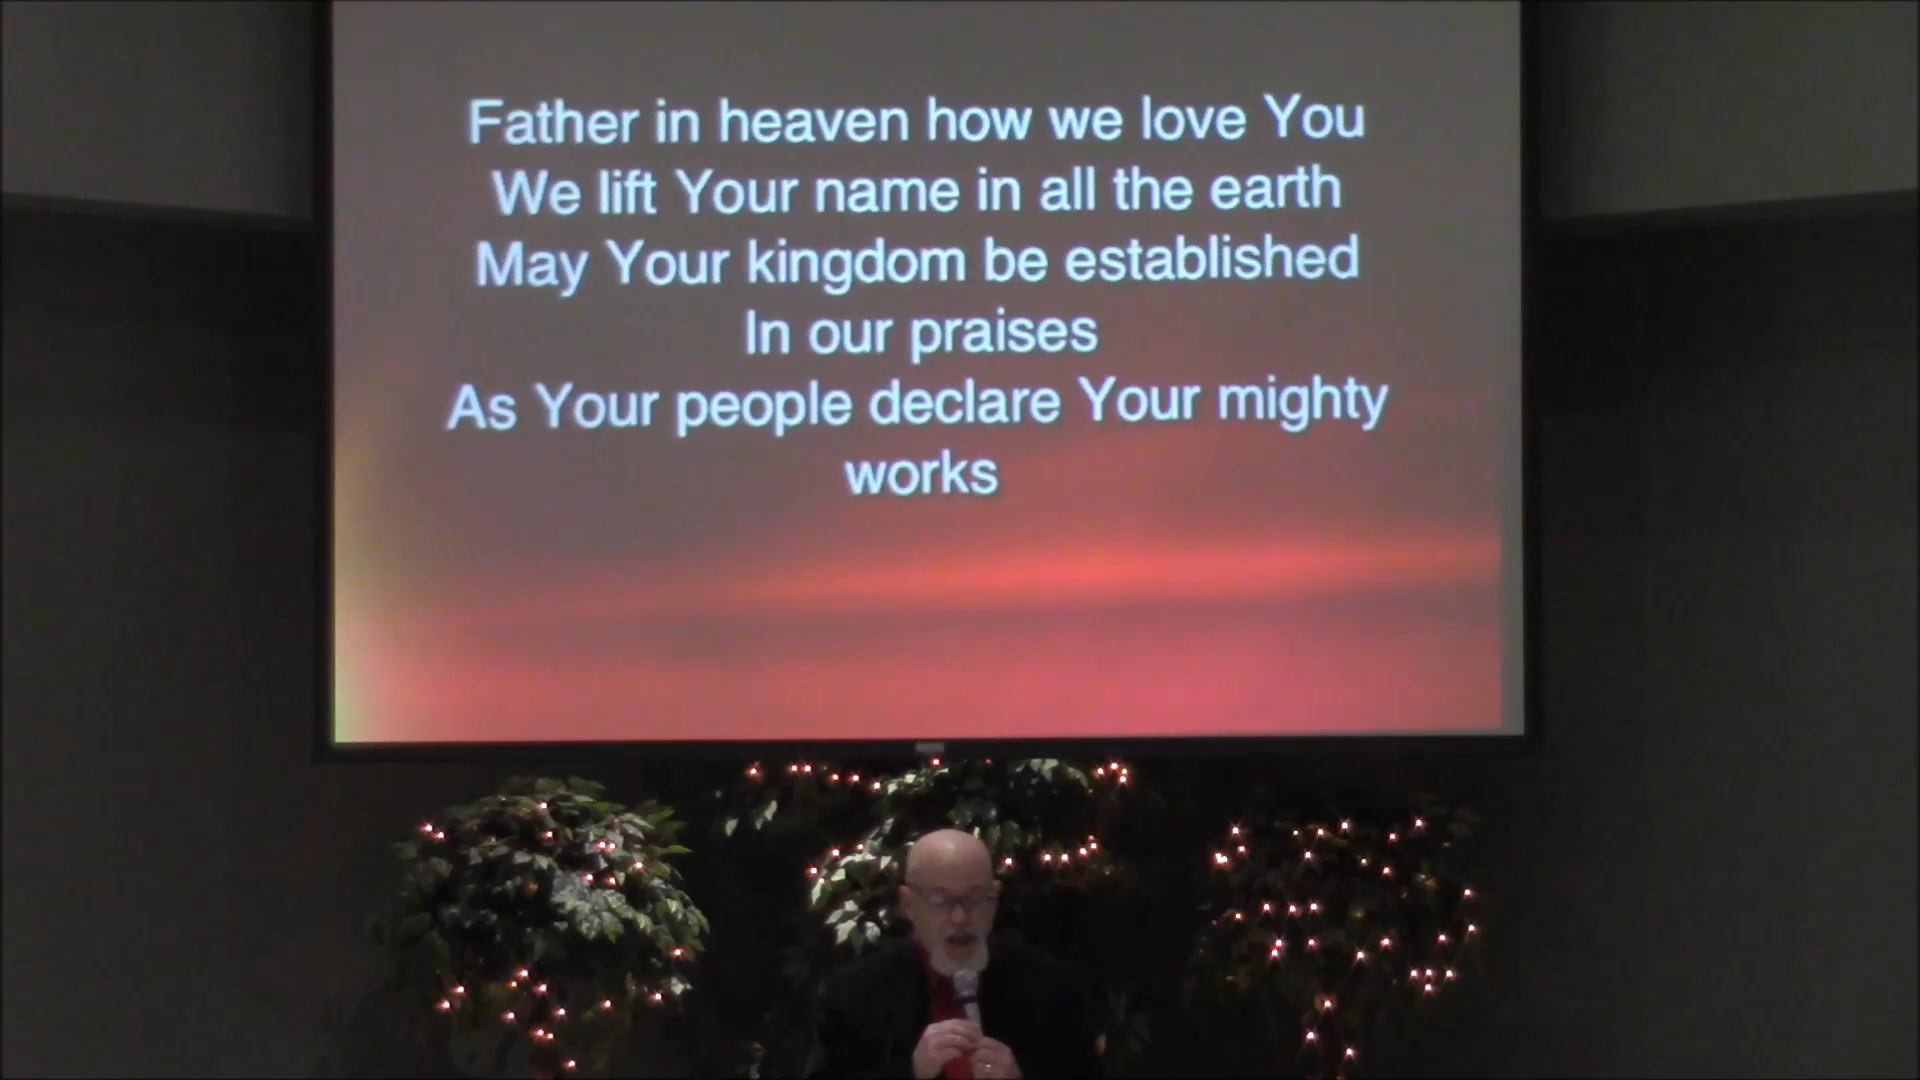 Father in heaven how we love You
We lift Your name in all the earth
May Your kingdom be established
In our praises
As Your people declare Your mighty
works